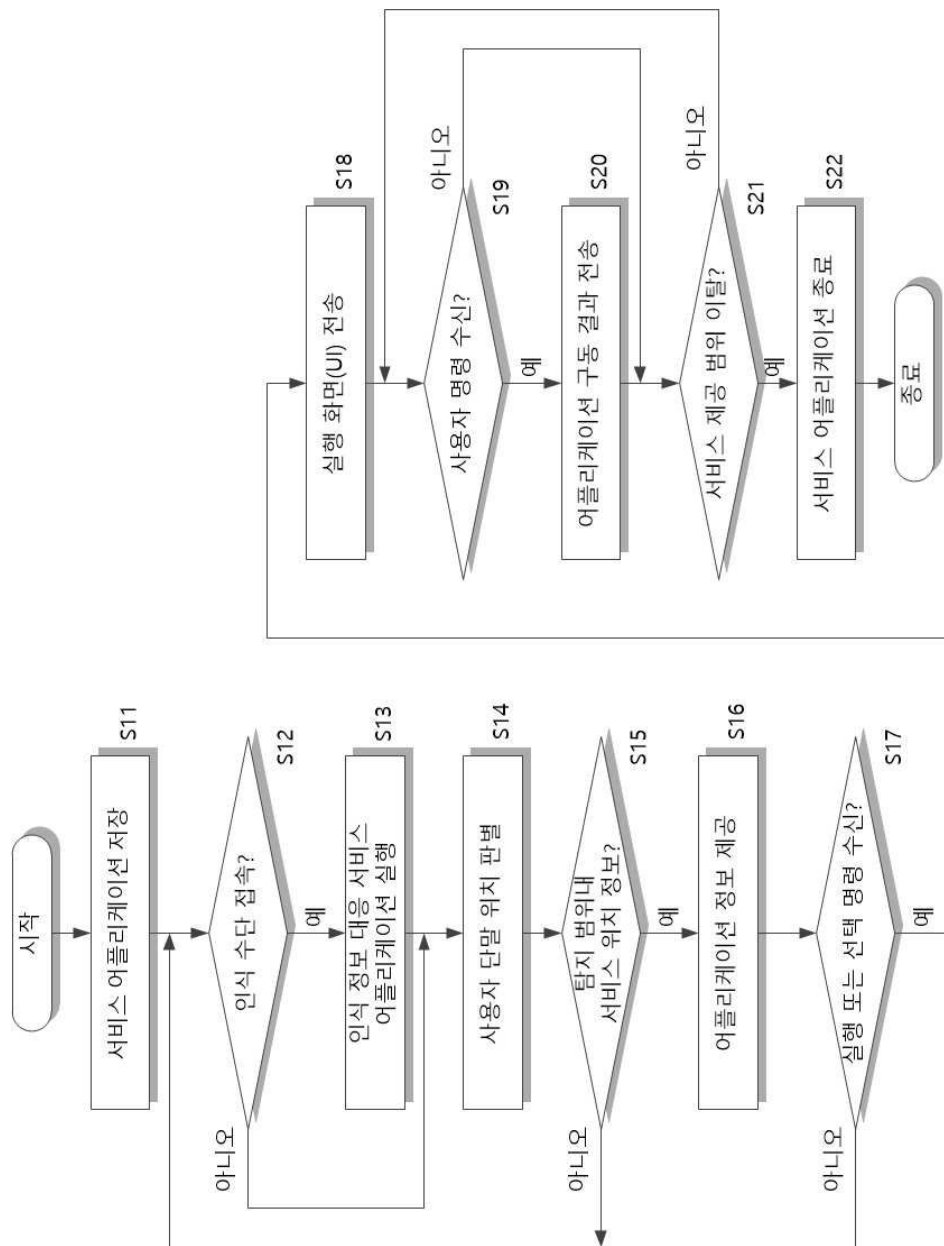 시작
서비스 어플리케이션 저장
S11
인식 수단 접속?
S12
아니오
예
인식 정보 대응 서비스
어플리케이션 실행
S13
사용자 단말 위치 판별
S14
탐지 범위내
서비스 위치 정보?
S15
아니오
예
어플리케이션 정보 제공
S16
실행 또는 선택 명령 수신?
S17
아니오
예
실행 화면(UI) 전송
S18
사용자 명령 수신?
S19
아니오
예
어플리케이션 구동 결과 전송
S20
서비스 제공 범위 이탈?
S21
아니오
예
서비스 어플리케이션 종료
S22
종료